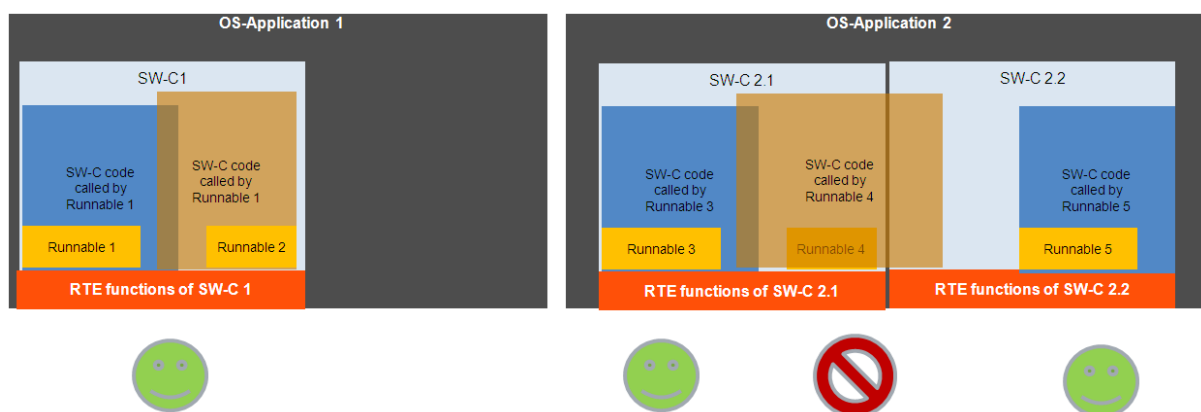 OS-Application 1
SW-C1
SW-C code
called by
Runnable 1
SW-C code
called by
Runnable 1
Runnable 1
Runnable 2
RTE functions of SW-C 1
OS-Application 2
SW-C 2.1
SW-C 2.2
SW-C code
called by
Runnable 3
SW-C code
called by
Runnable 4
SW-C code
called by
Runnable 5
Runnable 3
Runnable 4
Runnable 5
RTE functions of SW-C 2.1
RTE functions of SW-C 2.2